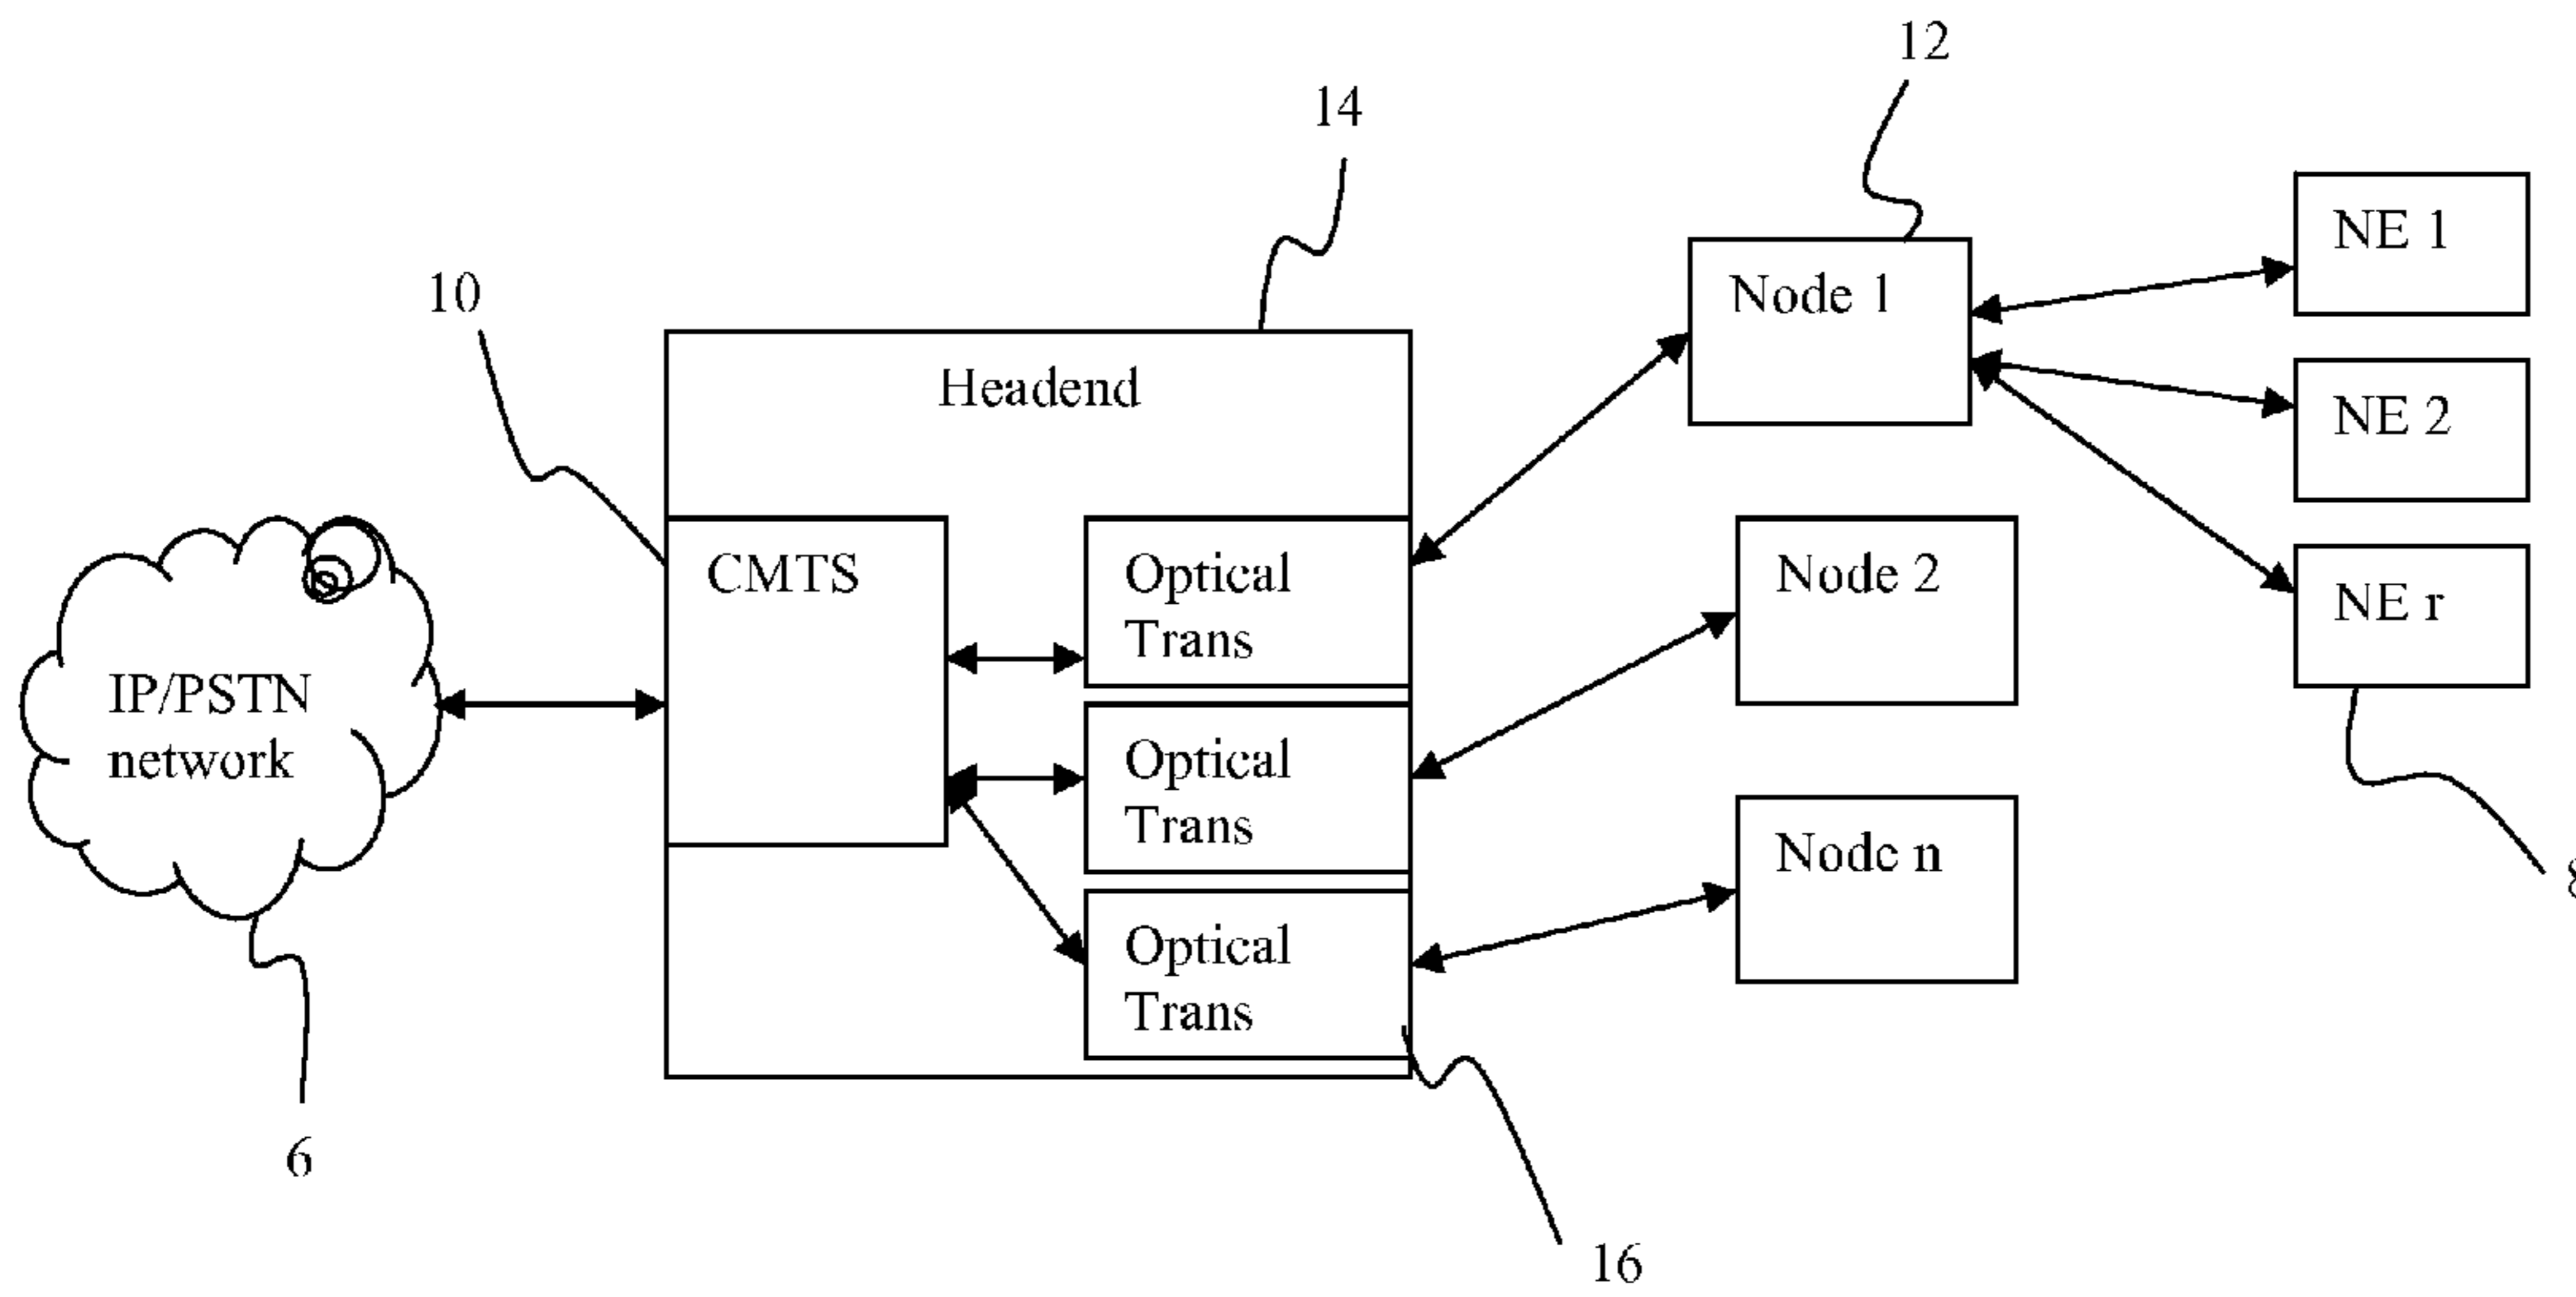 12
14
NE 1
10
Node 1
Headend
NE 2
CMTS
Optical
Trans
Node 2
NE r
IP/PSTN
network
Optical
Trans
Node n
8
Optical
Trans
6
16